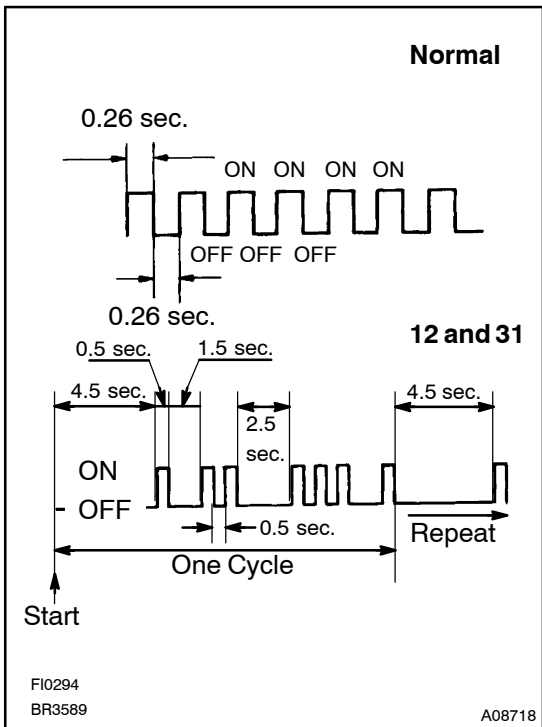 Normal
0.26 sec.
ON ON ON ON
OFF OFF OFF
0.26 sec.
12 and 31
0.5 sec. 1.5 sec.
4.5 sec. 4.5 sec.
2.5
sec.
ON
- OFF
0.5 sec.
Repeat
One Cycle
Start
FI0294
BR3589
A08718